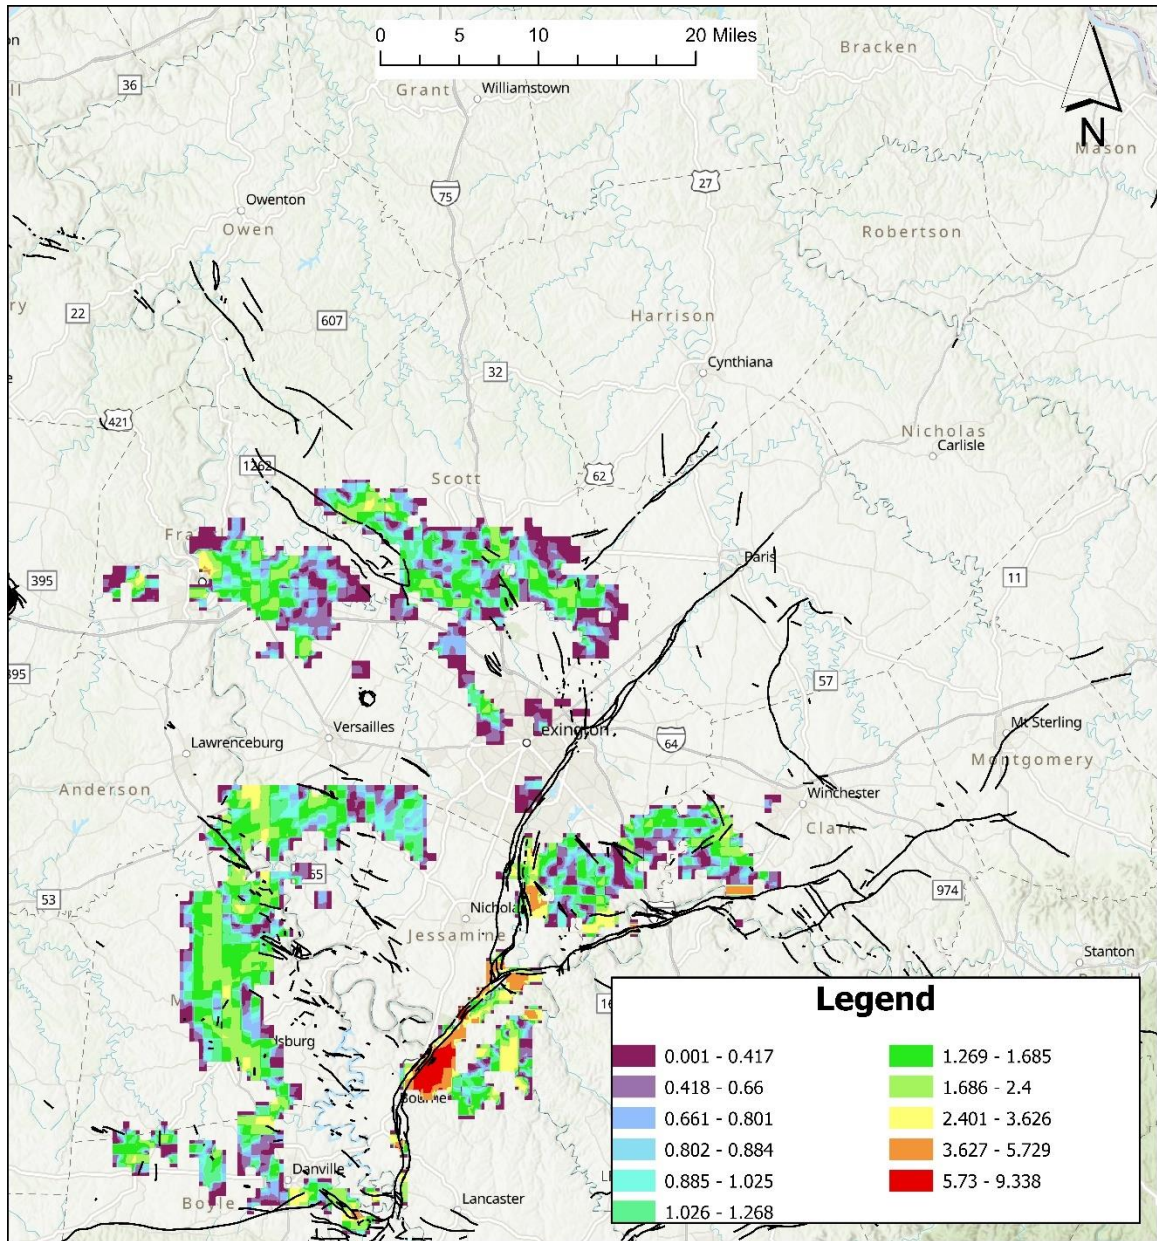 0 5 10 20 Miles
Bracken
36
Grant
Williamstown
N
Mason
27
75
Owenton
Owen
Robertson
22
607
Harrison
Cynthiana
32
421
Nicholas
Carlisle
1262
Scott
62
Paris
395
11
395
57
Versailles
Lexington
Mt Sterling
Lawrenceburg
64
Montgomery
Anderson
Winchester
Clark
53
974
Jessamine
Stanton
Danville
Boyle
Lancaster
Legend
0.001 - 0.417
0.418 - 0.66
0.661 - 0.801
0.802 - 0.884
0.885 - 1.025
1.026 - 1.268
1.269 - 1.685
1.686 - 2.4
2.401 - 3.626
3.627 - 5.729
5.73 - 9.338